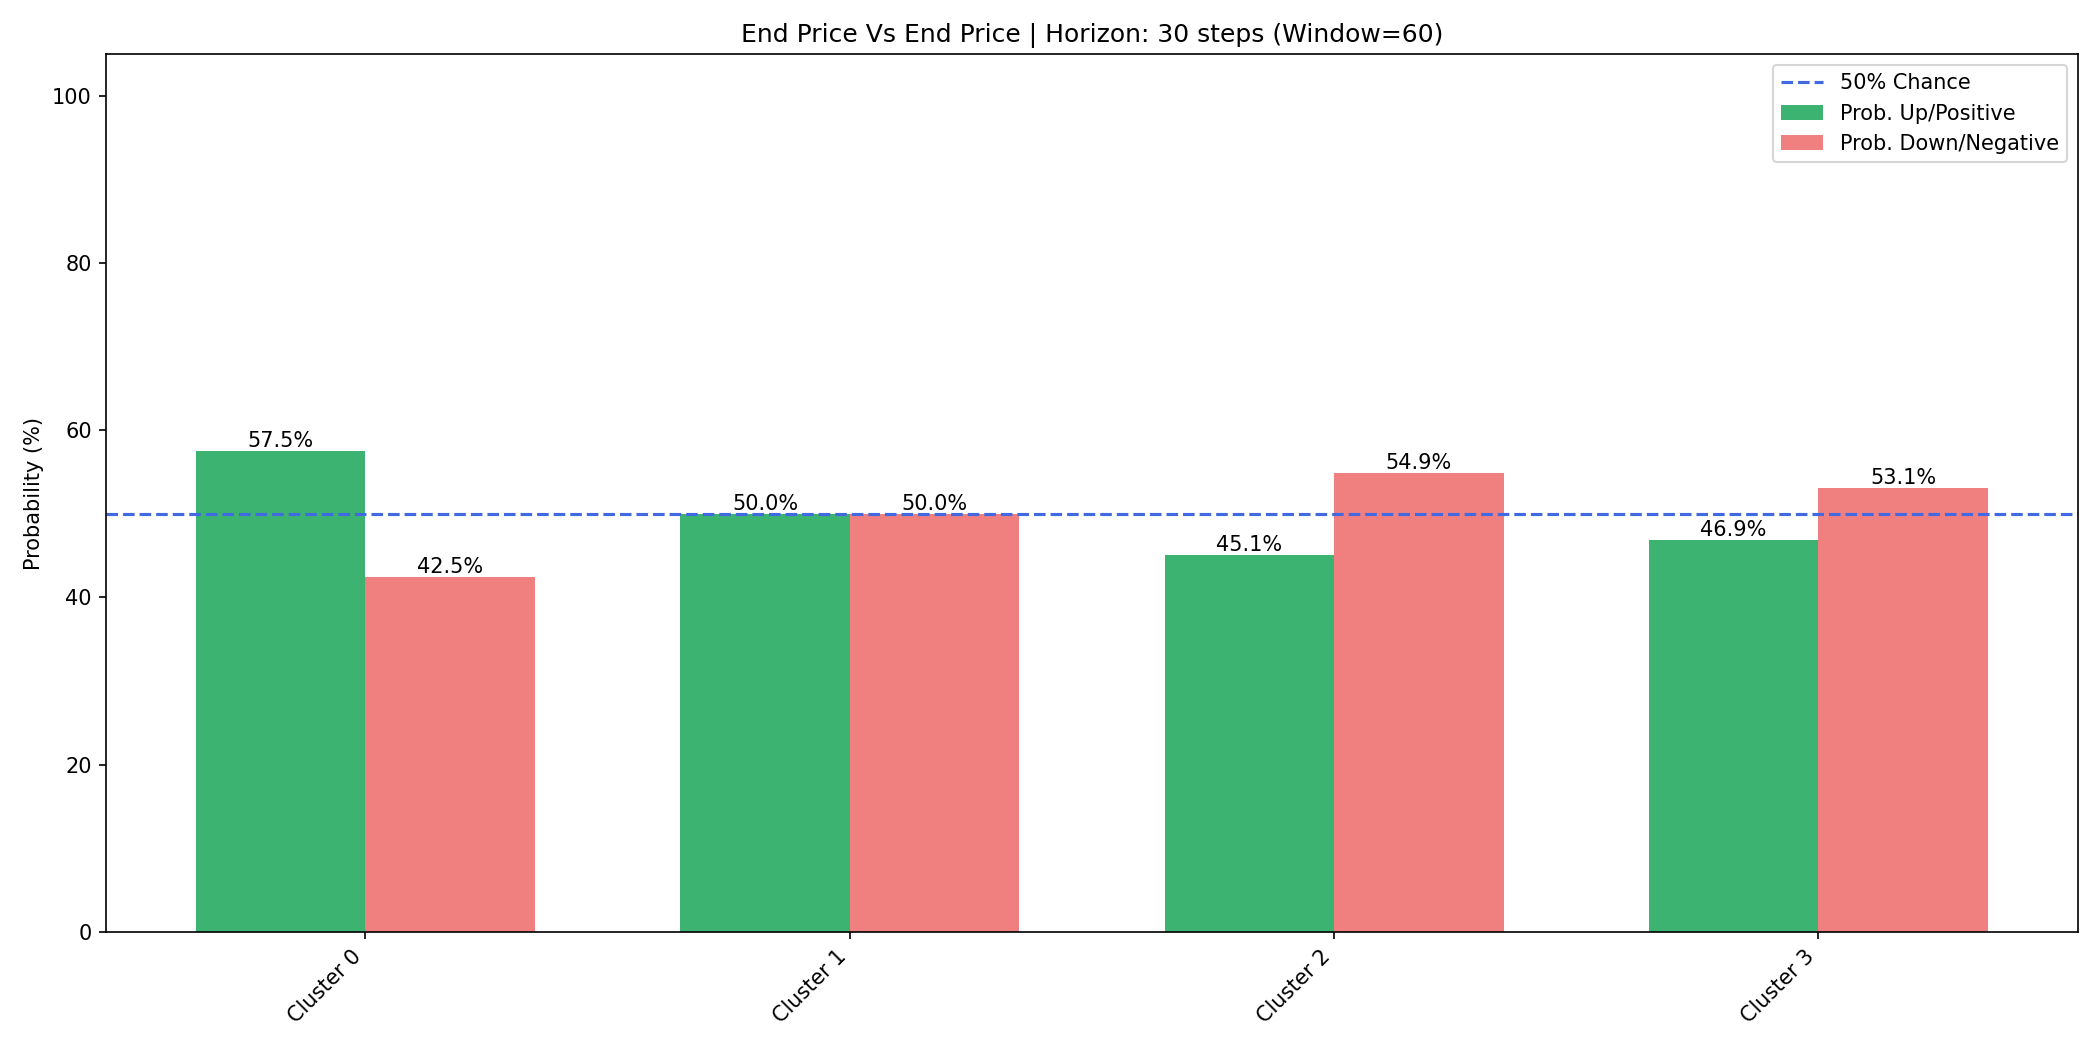 End Price Vs End Price | Horizon: 30 steps (Window=60)
50% Chance
Prob. Up/Positive
Prob. Down/Negative
Probability (%)
100
80
60
40
20
0
57.5%
42.5%
50.0%
50.0%
45.1%
54.9%
46.9%
53.1%
Cluster 0
Cluster 1
Cluster 2
Cluster 3